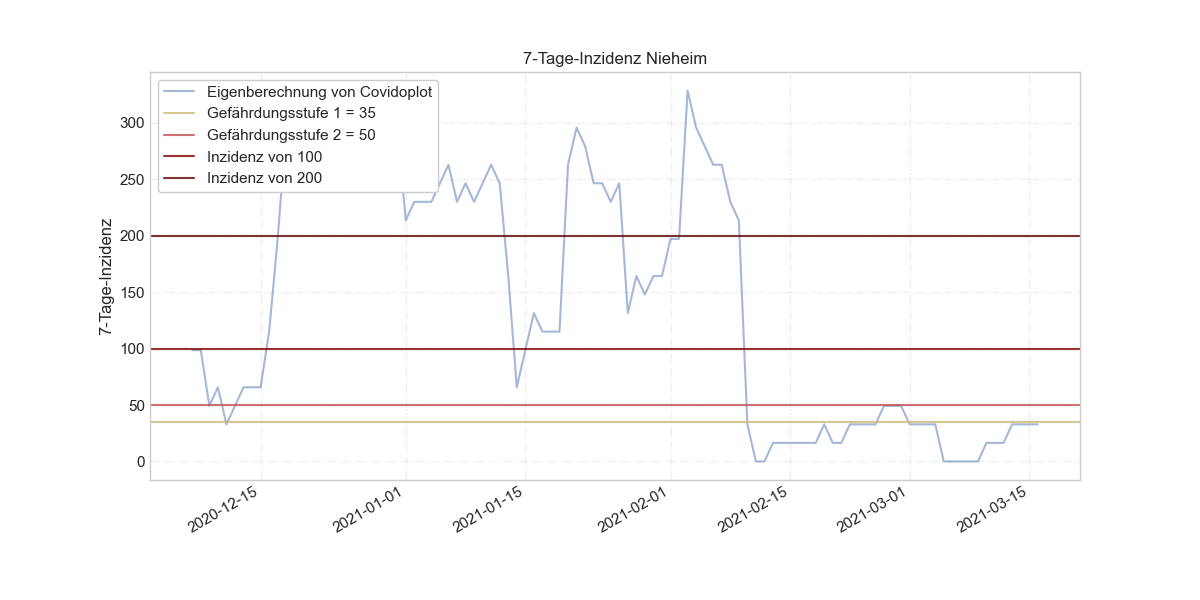 7-Tage-Inzidenz Nieheim
Eigenberechnung von Covidoplot
Gefährdungsstufe 1 = 35
Gefährdungsstufe 2 = 50
Inzidenz von 100
Inzidenz von 200
7-Tage-Inzidenz
300
250
200
150
100
50
0
2020-12-15
2021-01-01
2021-01-15
2021-02-01
2021-02-15
2021-03-01
2021-03-15